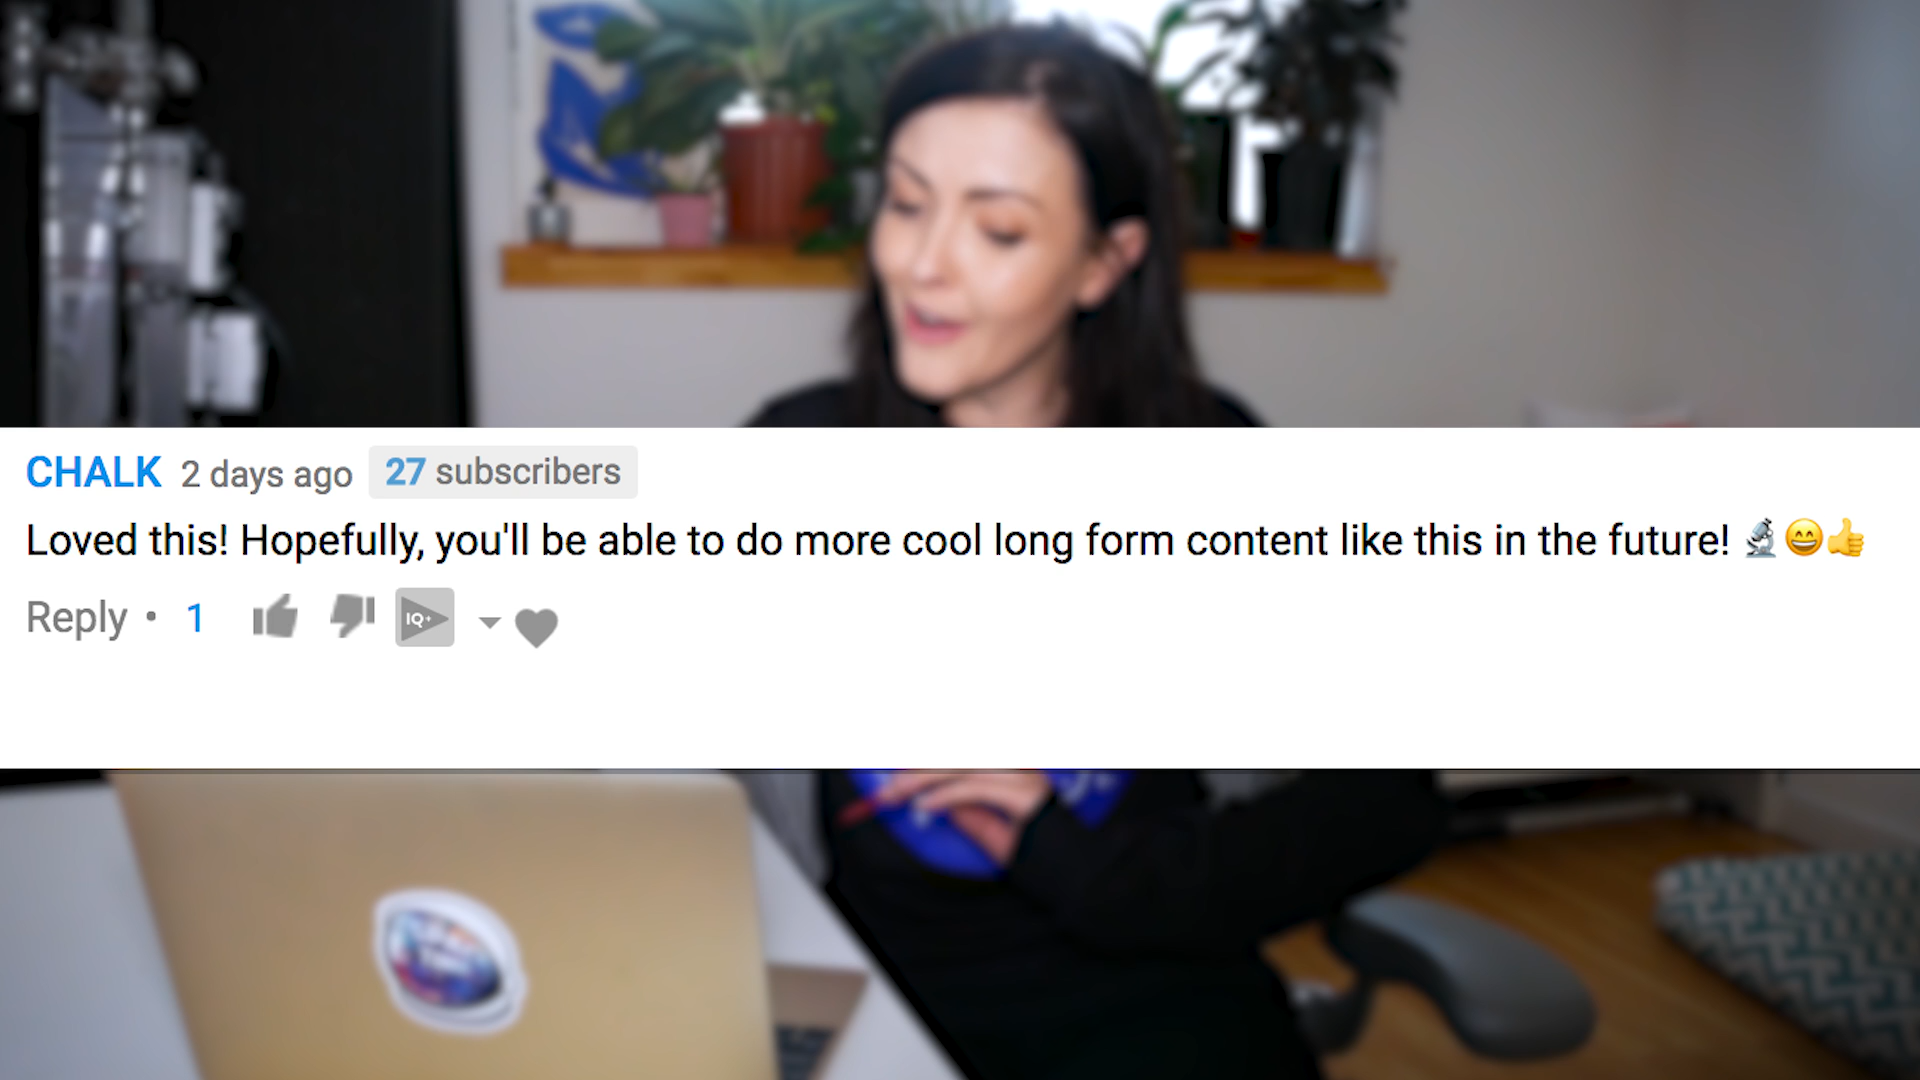 CHALK 2 days ago 27 subscribers
Loved this! Hopefully, you'll be able to do more cool long form content like this in the future! 🔬😄👍
Reply • 1 IQ+